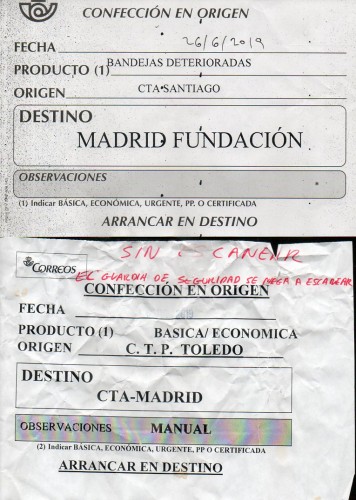 CONFECCIÓN EN ORIGEN
FECHA 26/6/2019
PRODUCTO (1) BANDEJAS DETERIORADAS
ORIGEN CTA SANTIAGO
DESTINO
MADRID FUNDACIÓN
OBSERVACIONES
(1) Indicar BÁSICA, ECONÓMICA, URGENTE, PP. O CERTIFICADA
ARRANCAR EN DESTINO
SIN
CORREOS
EL GUARDIA DE SEGURIDAD SE NIEGA A ESCANEAR
CONFECCIÓN EN ORIGEN
FECHA
PRODUCTO (1) BASICA/ECONOMICA
ORIGEN C. T. P. TOLEDO
DESTINO
CTA-MADRID
OBSERVACIONES MANUAL
(2) Indicar BÁSICA, ECONÓMICA, URGENTE, PP O CERTIFICADA
ARRANCAR EN DESTINO